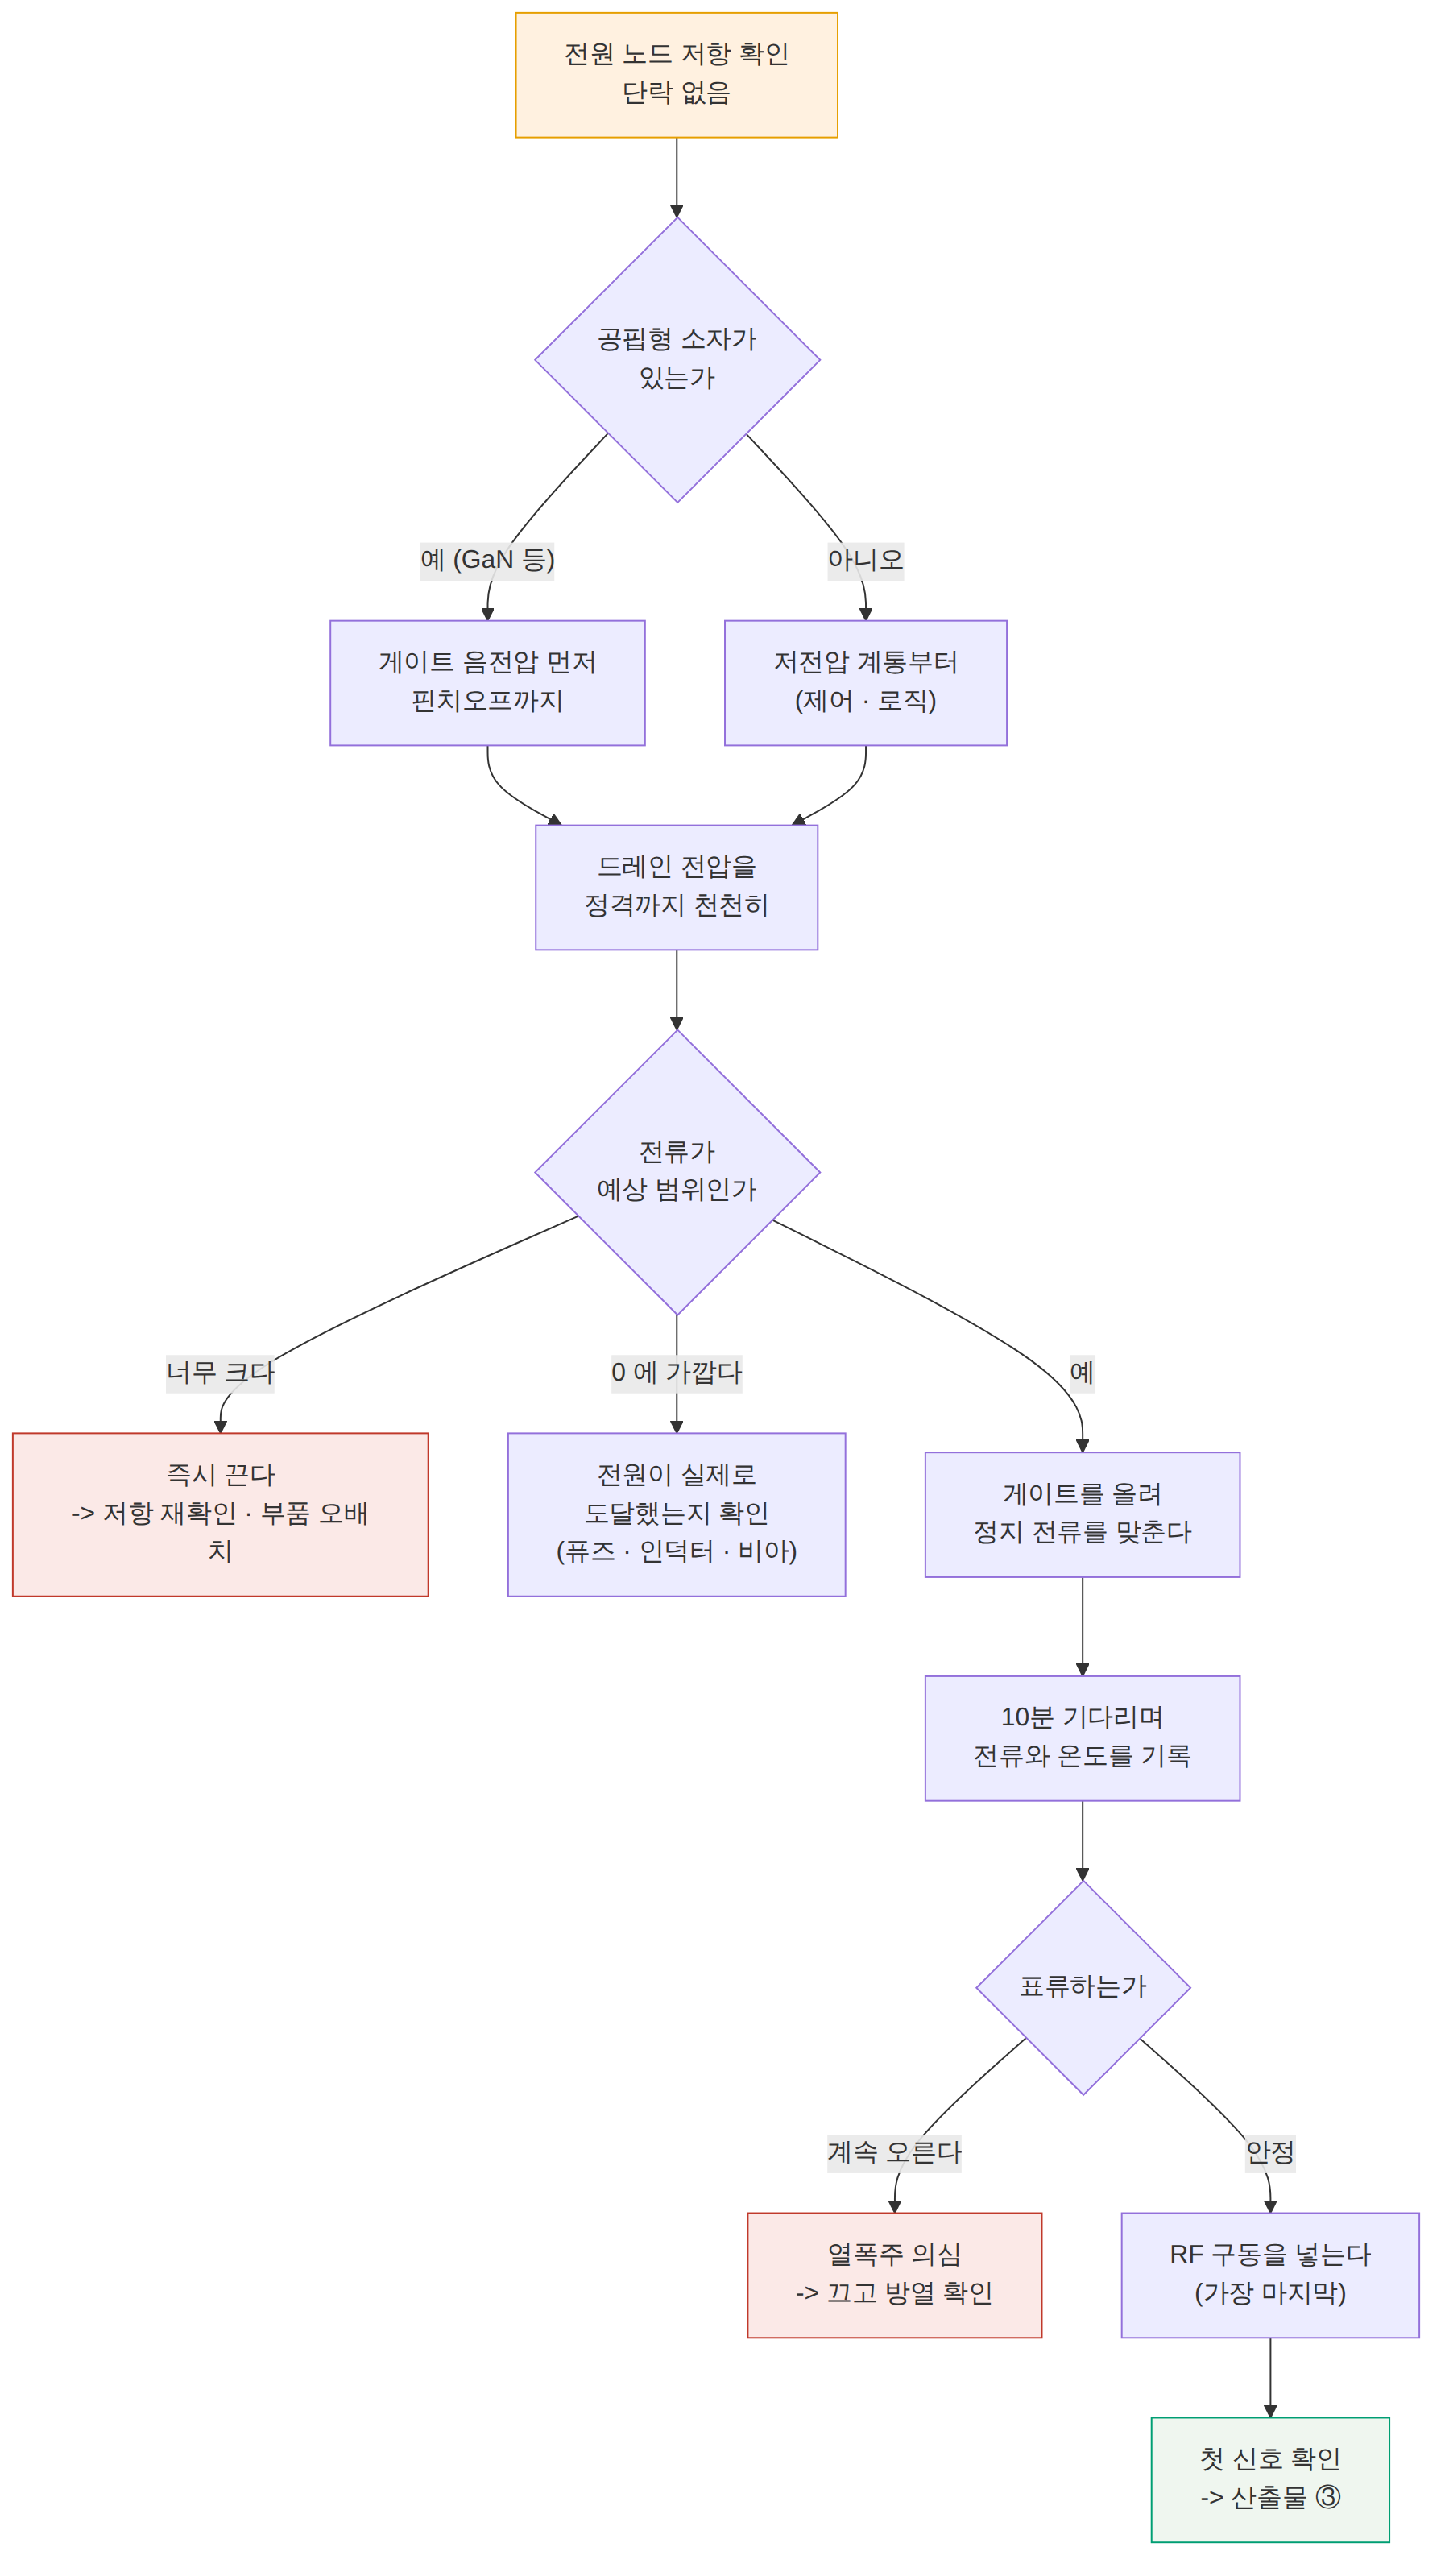 전원 노드 저항 확인
단락 없음
공핍형 소자가
있는가
예 (GaN 등)
아니오
게이트 음전압 먼저
핀치오프까지
저전압 계통부터
(제어 · 로직)
드레인 전압을
정격까지 천천히
전류가
예상 범위인가
너무 크다
0 에 가깝다
예
즉시 끈다
-> 저항 재확인 · 부품 오배
치
전원이 실제로
도달했는지 확인
(퓨즈 · 인덕터 · 비아)
게이트를 올려
정지 전류를 맞춘다
10분 기다리며
전류와 온도를 기록
표류하는가
계속 오른다
안정
열폭주 의심
-> 끄고 방열 확인
RF 구동을 넣는다
(가장 마지막)
첫 신호 확인
-> 산출물 ③